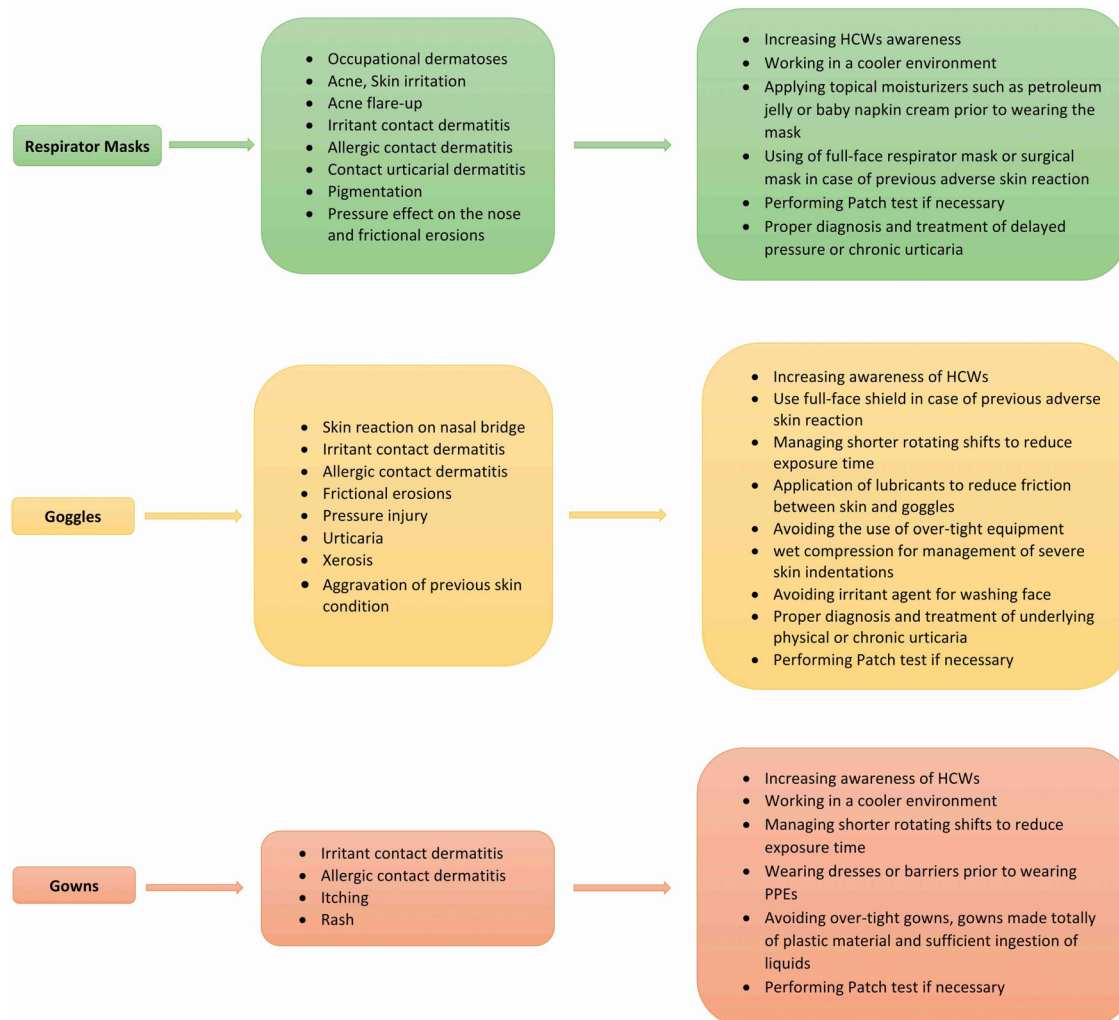 Respirator Masks
• Occupational dermatoses
• Acne, Skin irritation
• Acne flare-up
• Irritant contact dermatitis
• Allergic contact dermatitis
• Contact urticarial dermatitis
• Pigmentation
• Pressure effect on the nose
and frictional erosions
• Increasing HCWs awareness
• Working in a cooler environment
• Applying topical moisturizers such as petroleum
jelly or baby napkin cream prior to wearing the
mask
• Using of full-face respirator mask or surgical
mask in case of previous adverse skin reaction
• Performing Patch test if necessary
• Proper diagnosis and treatment of delayed
pressure or chronic urticaria
Goggles
• Skin reaction on nasal bridge
• Irritant contact dermatitis
• Allergic contact dermatitis
• Frictional erosions
• Pressure injury
• Urticaria
• Xerosis
• Aggravation of previous skin
condition
• Increasing awareness of HCWs
• Use full-face shield in case of previous adverse
skin reaction
• Managing shorter rotating shifts to reduce
exposure time
• Application of lubricants to reduce friction
between skin and goggles
• Avoiding the use of over-tight equipment
• wet compression for management of severe
skin indentations
• Avoiding irritant agent for washing face
• Proper diagnosis and treatment of underlying
physical or chronic urticaria
• Performing Patch test if necessary
Gowns
• Irritant contact dermatitis
• Allergic contact dermatitis
• Itching
• Rash
• Increasing awareness of HCWs
• Working in a cooler environment
• Managing shorter rotating shifts to reduce
exposure time
• Wearing dresses or barriers prior to wearing
PPEs
• Avoiding over-tight gowns, gowns made totally
of plastic material and sufficient ingestion of
liquids
• Performing Patch test if necessary